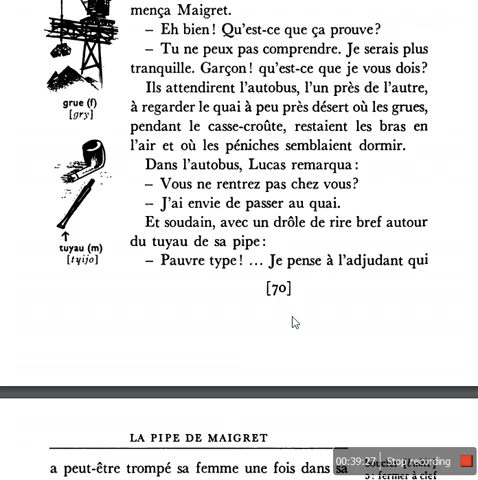 mença Maigret.
– Eh bien! Qu'est-ce que ça prouve?
– Tu ne peux pas comprendre. Je serais plus
tranquille. Garçon! qu'est-ce que je vous dois?
Ils attendirent l'autobus, l'un près de l'autre,
à regarder le quai à peu près désert où les grues,
pendant le casse-croûte, restaient les bras en
l'air et où les péniches semblaient dormir.
Dans l'autobus, Lucas remarqua:
– Vous ne rentrez pas chez vous?
– J'ai envie de passer au quai.
Et soudain, avec un drôle de rire bref autour
du tuyau de sa pipe:
– Pauvre type! ... Je pense à l'adjudant qui
grue (f)
[gry]
tuyau (m)
[tyijo]
[70]
LA PIPE DE MAIGRET
a peut-être trompé sa femme une fois dans sa
00:39:27 Stop recording
3: fermer à clef